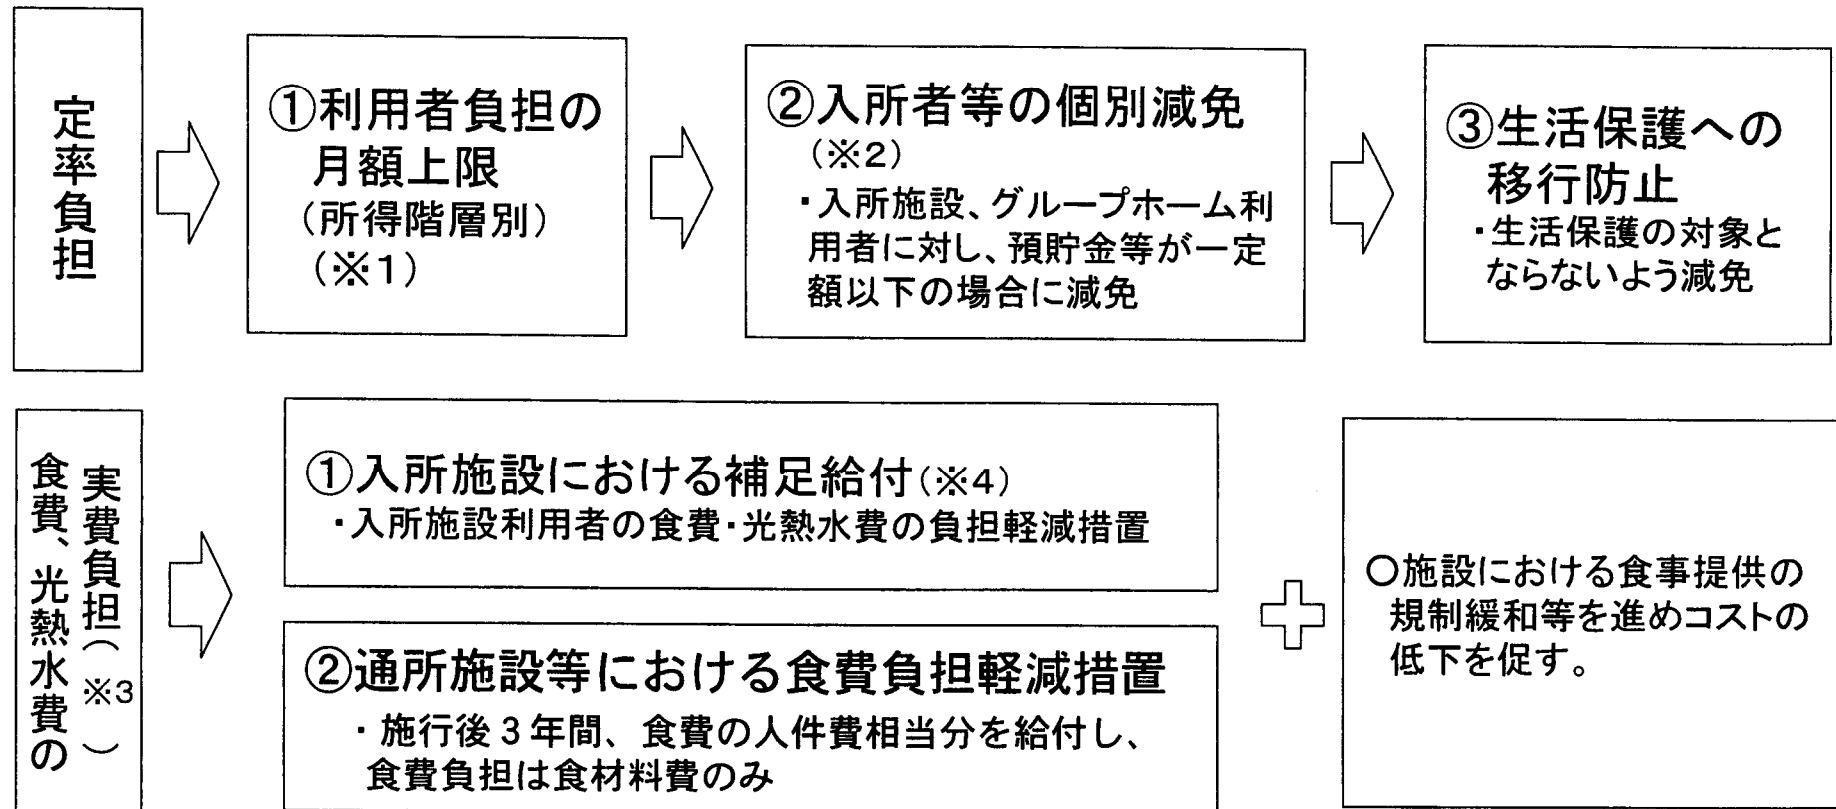 定率負担
①利用者負担の
月額上限
（所得階層別）
（※1）
②入所者等の個別減免
（※2）
・入所施設、グループホーム利
用者に対し、預貯金等が一定
額以下の場合に減免
③生活保護への
移行防止
・生活保護の対象と
ならないよう減免
食費、光熱水費の
実費負担（※3）
①入所施設における補足給付（※4）
・入所施設利用者の食費・光熱水費の負担軽減措置
②通所施設等における食費負担軽減措置
・施行後3年間、食費の人件費相当分を給付し、
食費負担は食材料費のみ
○施設における食事提供の
規制緩和等を進めコストの
低下を促す。